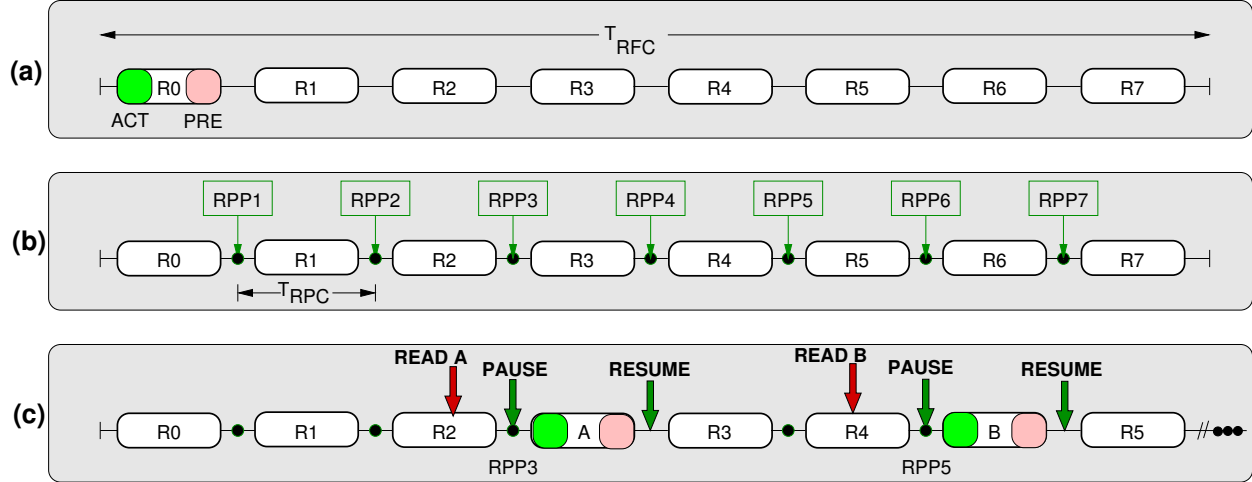 T RFC
(a)
R0 R1 R2 R3 R4 R5 R6 R7
ACT PRE
RPP1 RPP2 RPP3 RPP4 RPP5 RPP6 RPP7
(b)
R0 R1 R2 R3 R4 R5 R6 R7
T RPC
READ A PAUSE RESUME READ B PAUSE RESUME
(c)
R0 R1 R2 A R3 R4 B R5 //
RPP3 RPP5